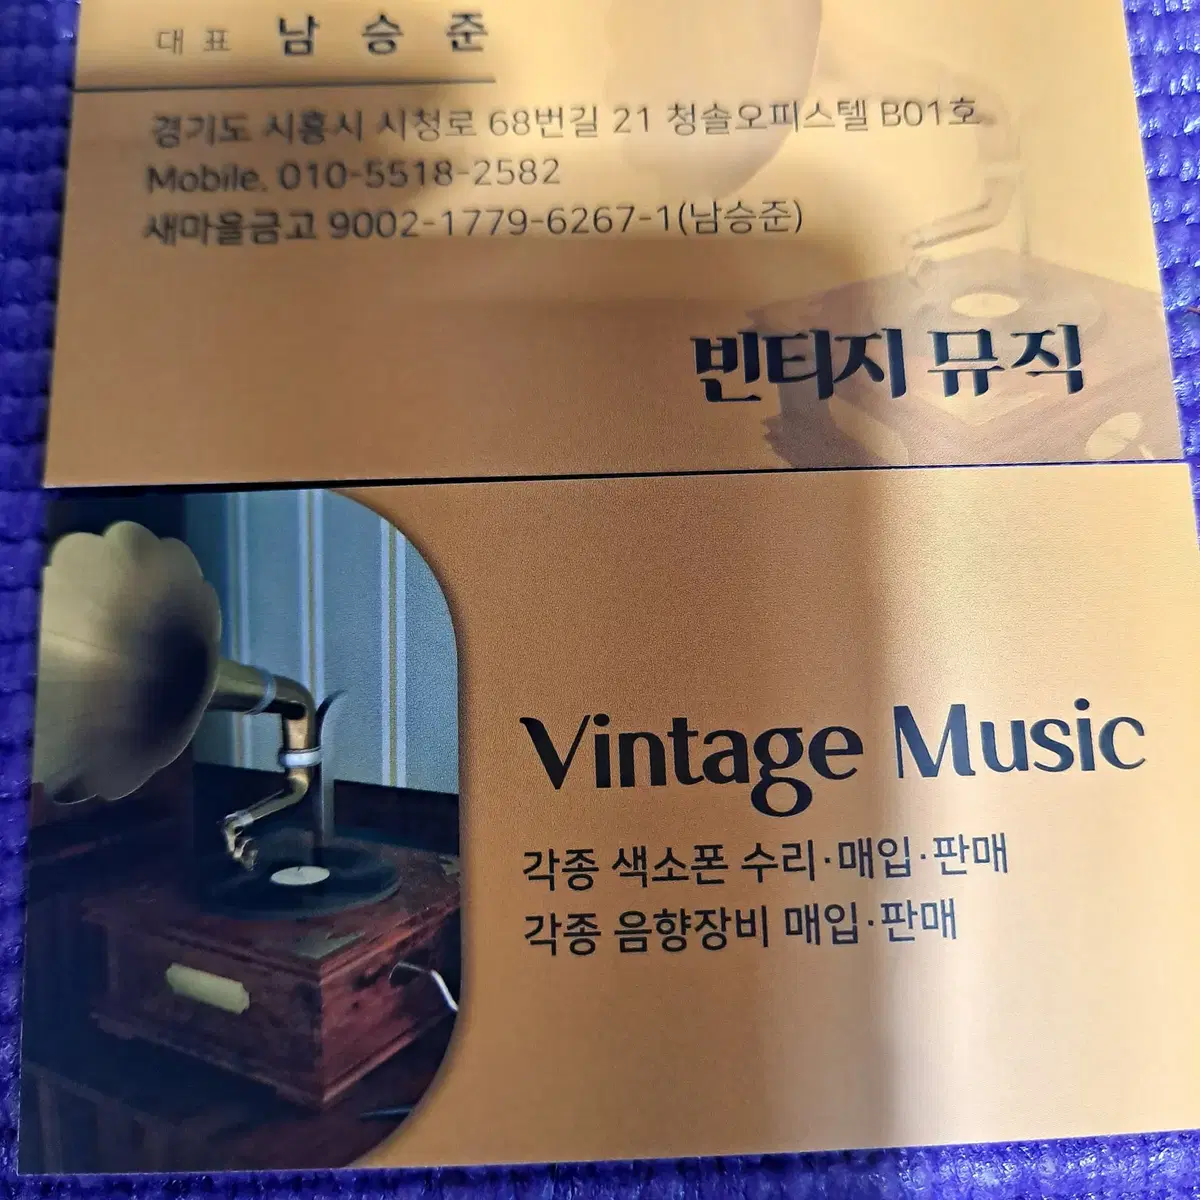 대표 남승준
경기도 시흥시 시청로 68번길 21 청솔오피스텔 B01호
Mobile. 010-5518-2582
새마을금고 9002-1779-6267-1(남승준)
빈티지 뮤직
Vintage Music
각종 색소폰 수리·매입·판매
각종 음향장비 매입·판매